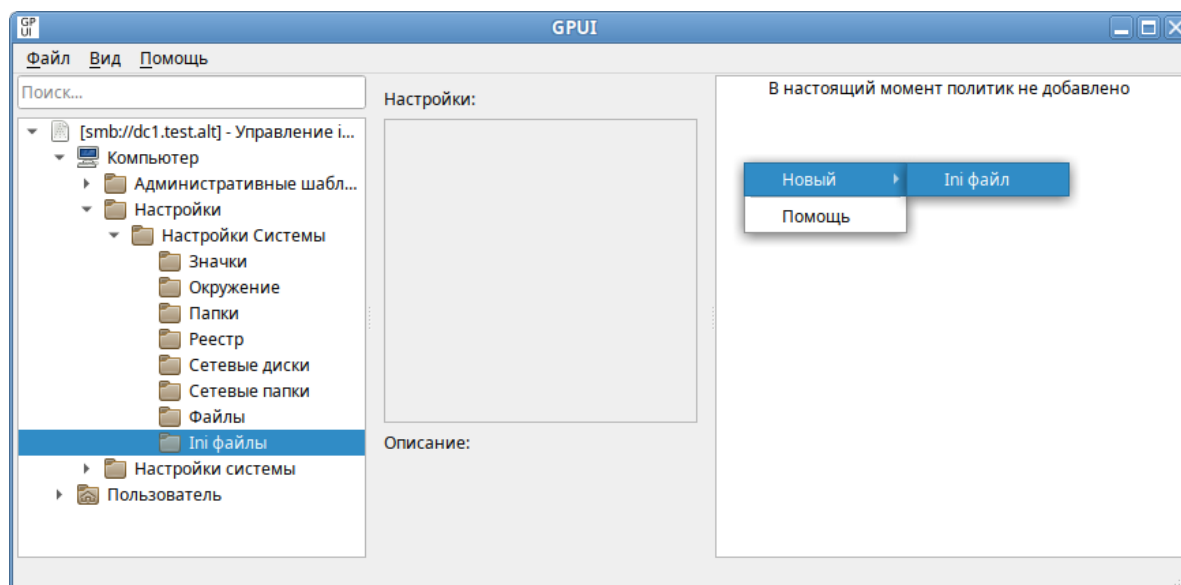 GP
UI
GPUI
Файл Вид Помощь
Поиск...
[smb://dc1.test.alt] - Управление i...
Компьютер
Административные шабл...
Настройки
Настройки Системы
Значки
Окружение
Папки
Реестр
Сетевые диски
Сетевые папки
Файлы
Ini файлы
Настройки системы
Пользователь
Настройки:
Описание:
В настоящий момент политик не добавлено
Новый
Ini файл
Помощь